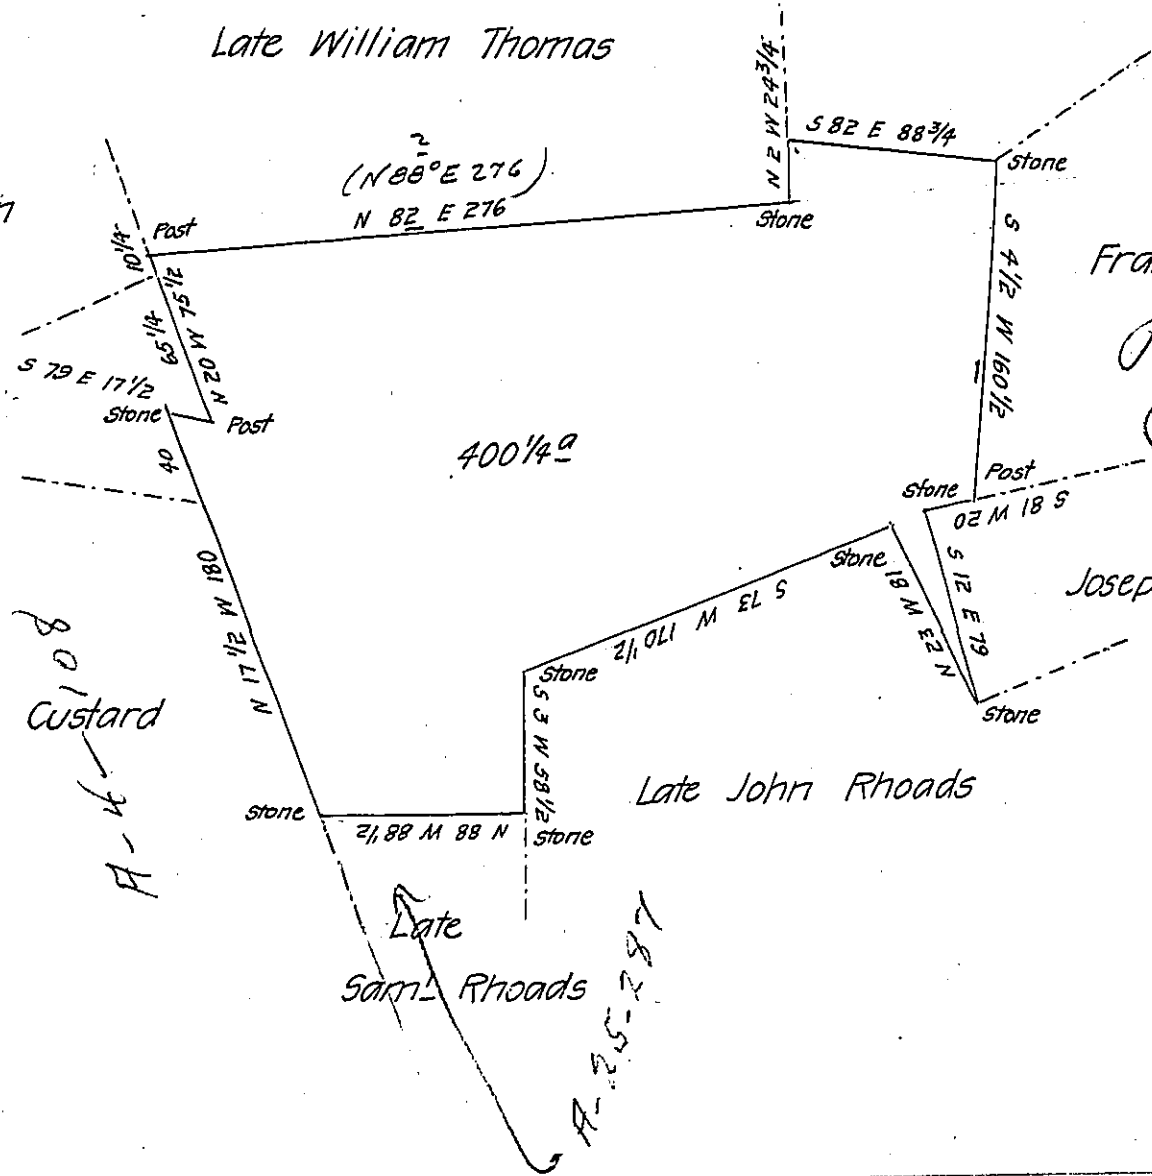 Late William Thomas
N 2 W 24 3/4
S 82 E 88 3/4
Stone
?
(N 88° E 276)
N 82 E 276
Stone
n
Post
10 1/4
65 1/4
N 20 W 75 1/2
S 79 E 17 1/2
Stone
Post
40
S 4 1/2 W 160 1/2
Fra
400 1/4 a
Post
Stone
S 81 W 20
Stone
S 12 E 79
N 23 W 81
Josep
S 73 W 170 1/2
N 17 1/2 W 180
Stone
Stone
S 3 W 58 1/2
Custard
A-4-108
Late John Rhoads
Stone
N 88 W 88 1/2
Stone
Late
Sam'l Rhoads
A-25-287